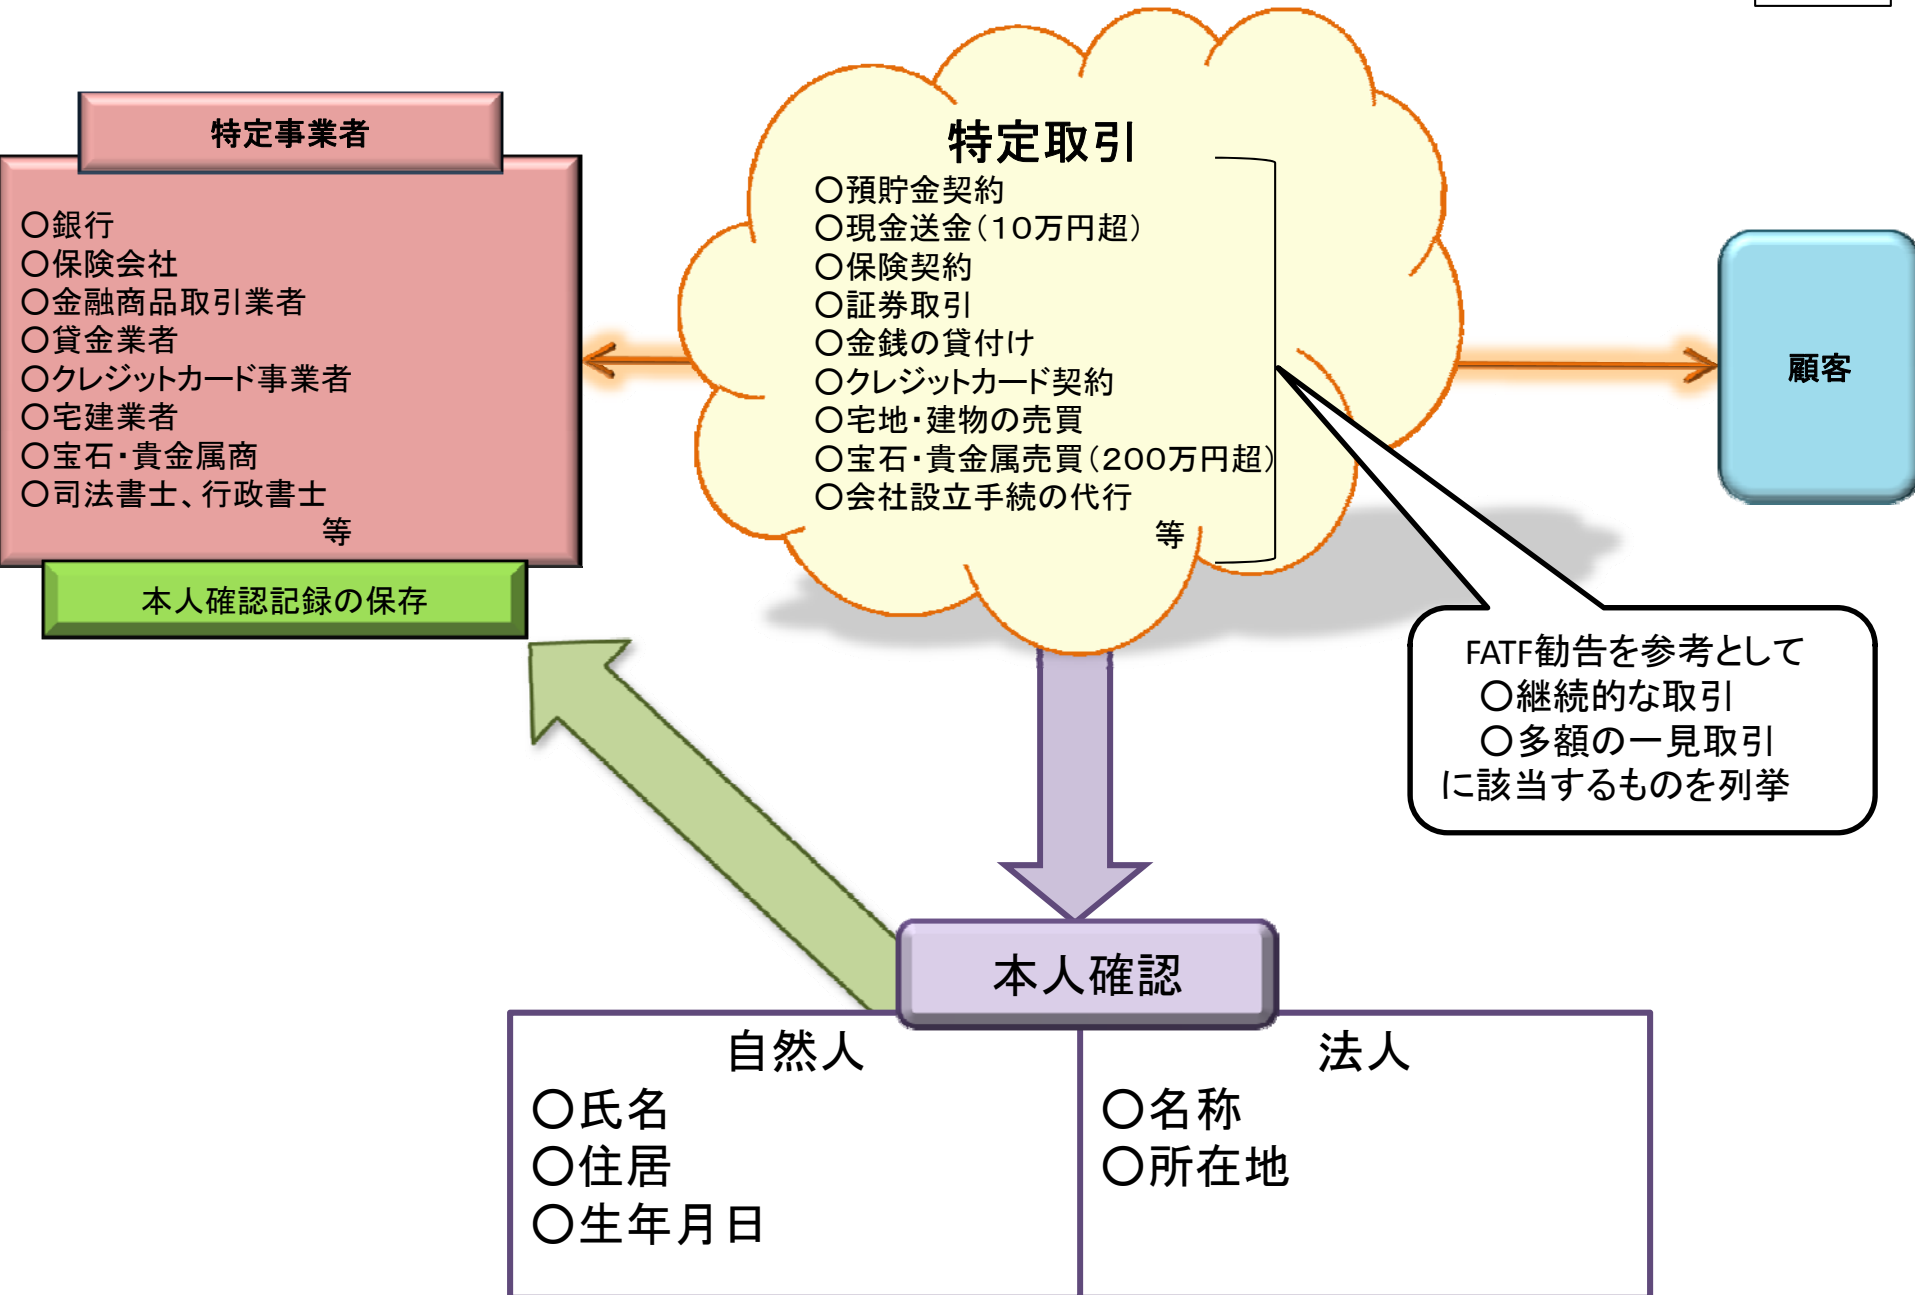 特定事業者
○銀行
○保険会社
○金融商品取引業者
○貸金業者
○クレジットカード事業者
○宅建業者
○宝石・貴金属商
○司法書士、行政書士
等
本人確認記録の保存
特定取引
○預貯金契約
○現金送金(10万円超)
○保険契約
○証券取引
○金銭の貸付け
○クレジットカード契約
○宅地・建物の売買
○宝石・貴金属売買(200万円超)
○会社設立手続の代行
等
顧客
FATF勧告を参考として
○継続的な取引
○多額の一見取引
に該当するものを列挙
本人確認
自然人
○氏名
○住居
○生年月日
法人
○名称
○所在地